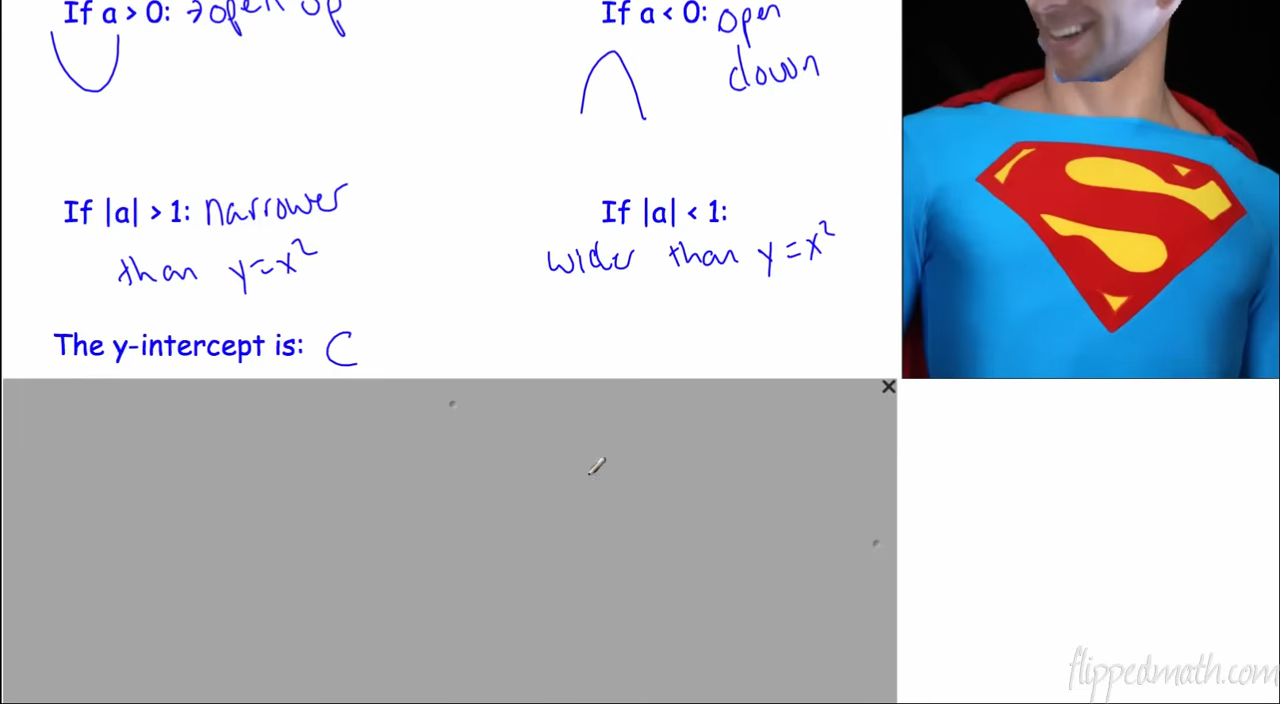 If a > 0: → open up
If a < 0: open
down
If |a| > 1: narrower
than y = x²
If |a| < 1:
wider than y = x²
The y-intercept is: C
flippedmath.com